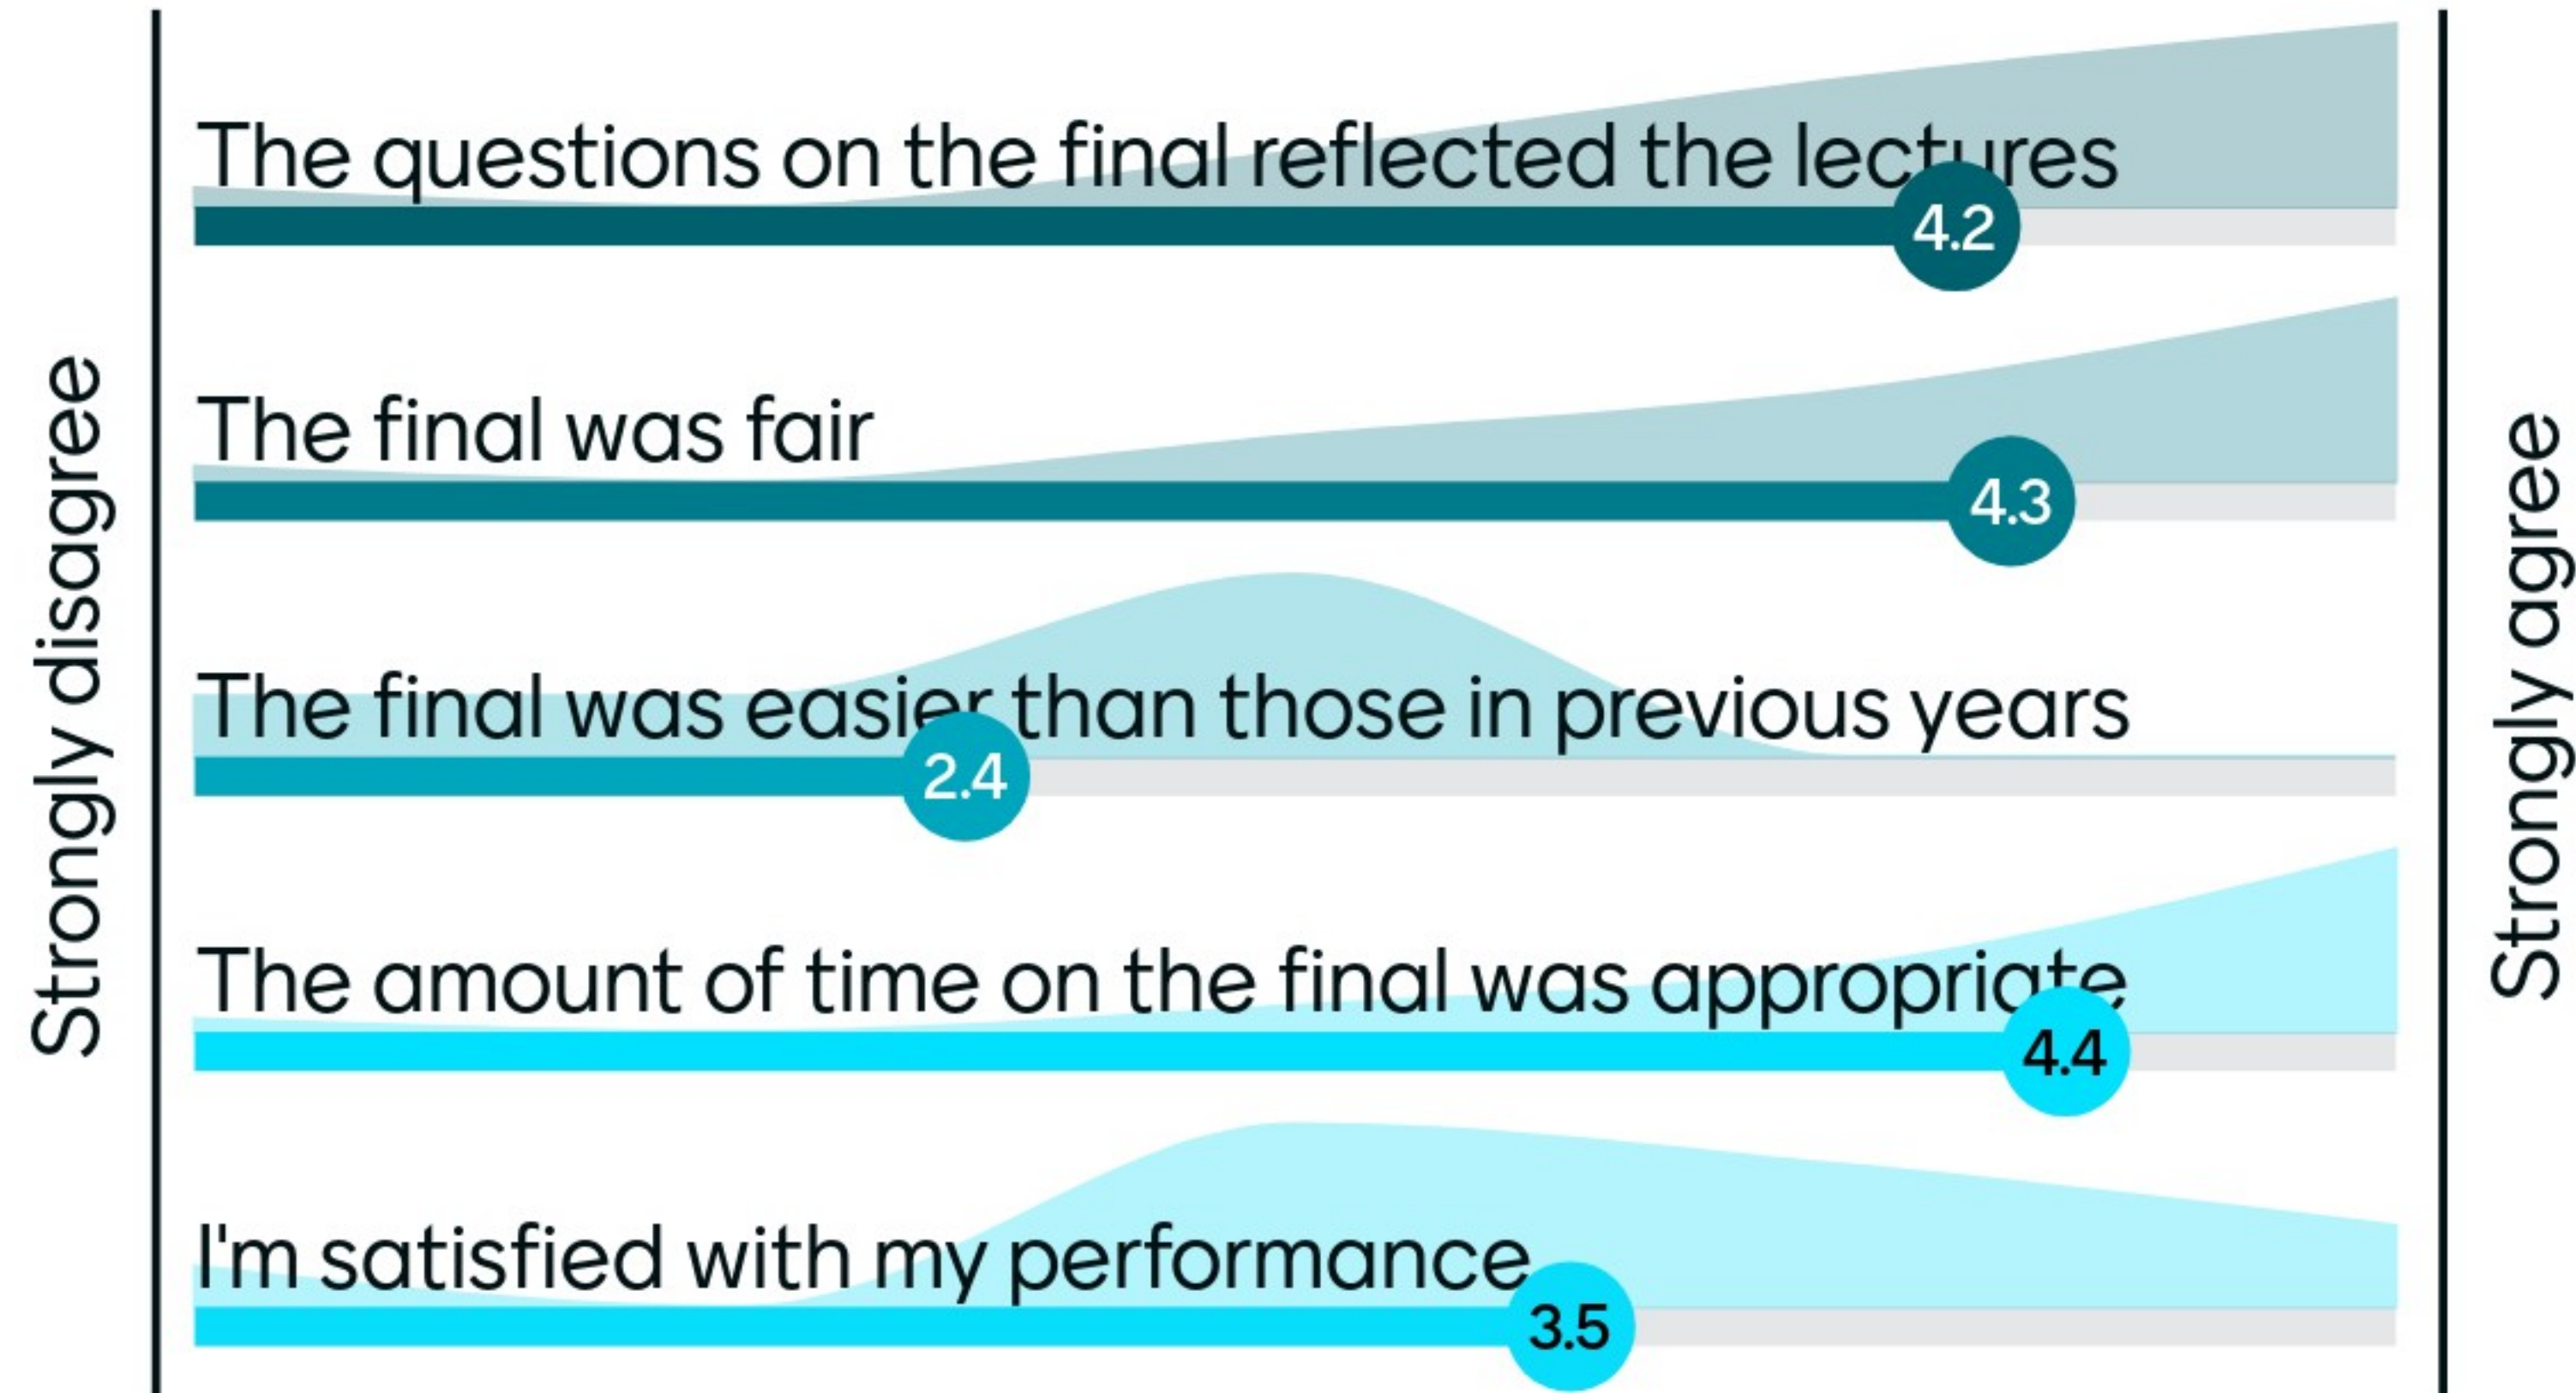 Strongly disagree
The questions on the final reflected the lectures
4.2
The final was fair
4.3
The final was easier than those in previous years
2.4
The amount of time on the final was appropriate
4.4
I'm satisfied with my performance
3.5
Strongly agree